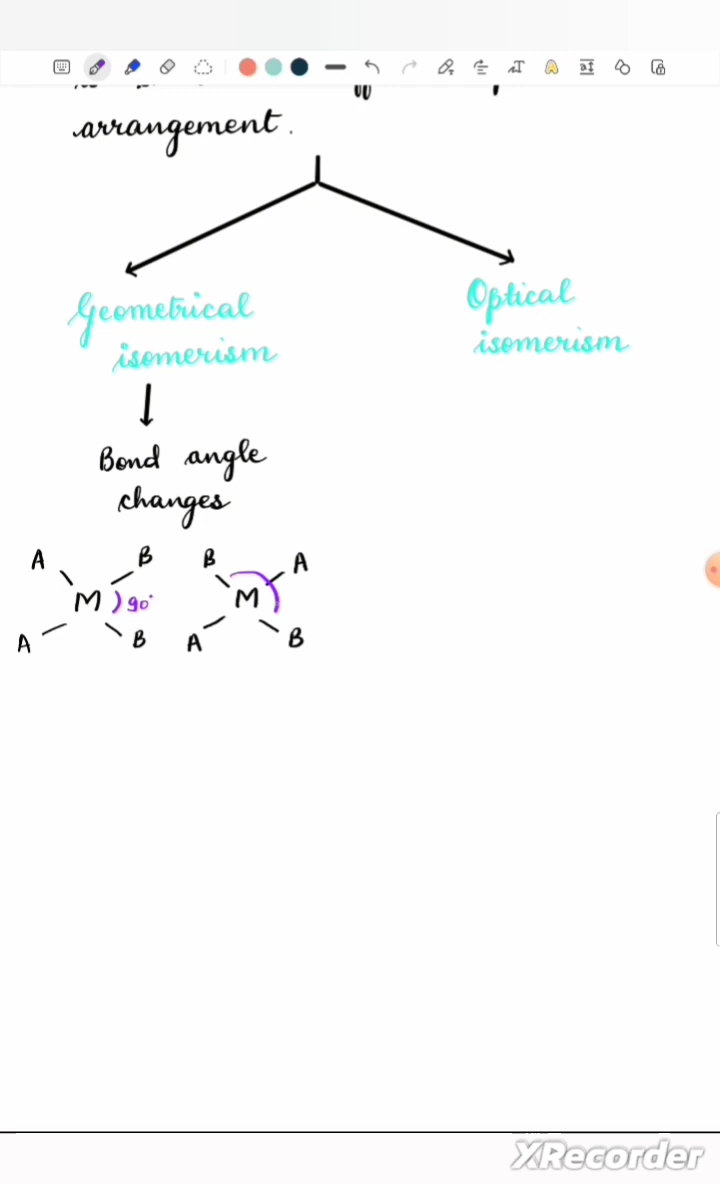 arrangement.
Geometrical
isomerism
Optical
isomerism
Bond angle
changes
A B B A
M ) 90° M
A B A B
XRecorder